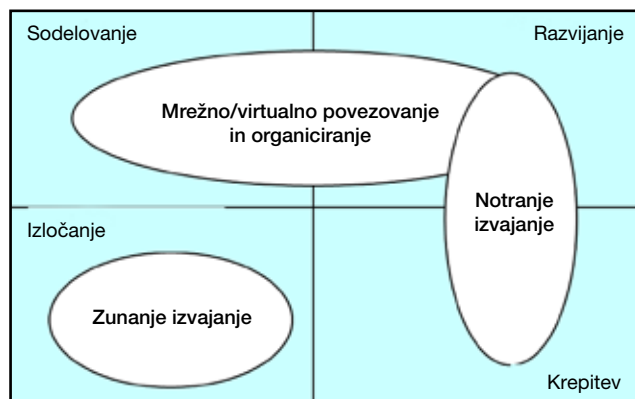 Sodelovanje
Razvijanje
Mrežno/virtualno povezovanje
in organiciranje
Notranje
izvajanje
Izločanje
Zunanje izvajanje
Krepitev